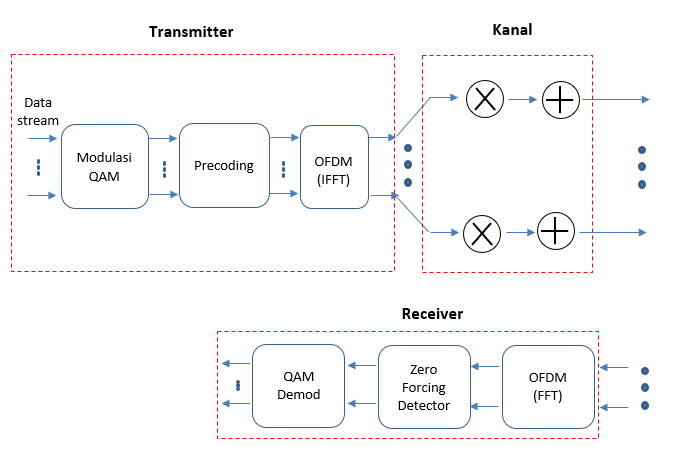 Transmitter
Kanal
Data
stream
Modulasi
QAM
Precoding
OFDM
(IFFT)
Receiver
QAM
Demod
Zero
Forcing
Detector
OFDM
(FFT)